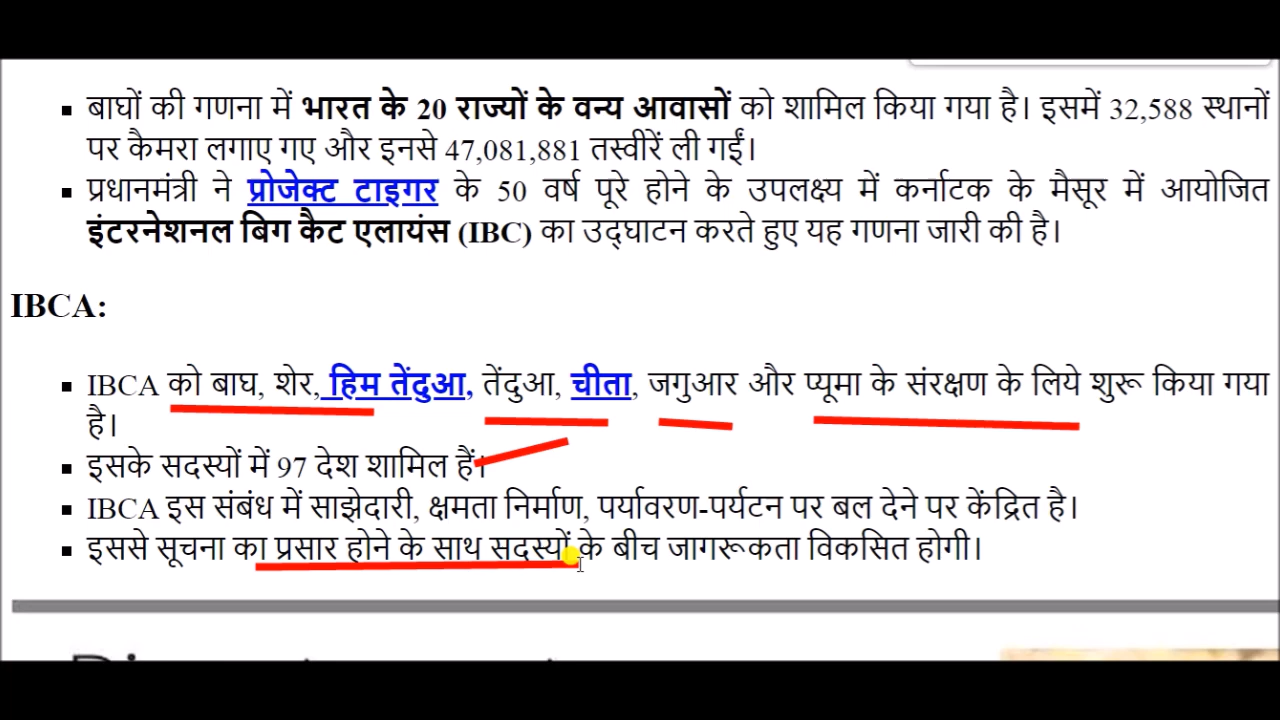 ▪ बाघों की गणना में भारत के 20 राज्यों के वन्य आवासों को शामिल किया गया है। इसमें 32,588 स्थानों
पर कैमरा लगाए गए और इनसे 47,081,881 तस्वीरें ली गईं।
▪ प्रधानमंत्री ने प्रोजेक्ट टाइगर के 50 वर्ष पूरे होने के उपलक्ष्य में कर्नाटक के मैसूर में आयोजित
इंटरनेशनल बिग कैट एलायंस (IBC) का उद्घाटन करते हुए यह गणना जारी की है।
IBCA:
▪ IBCA को बाघ, शेर, हिम तेंदुआ, तेंदुआ, चीता, जगुआर और प्यूमा के संरक्षण के लिये शुरू किया गया
है।
▪ इसके सदस्यों में 97 देश शामिल हैं।
▪ IBCA इस संबंध में साझेदारी, क्षमता निर्माण, पर्यावरण-पर्यटन पर बल देने पर केंद्रित है।
▪ इससे सूचना का प्रसार होने के साथ सदस्यों के बीच जागरूकता विकसित होगी।